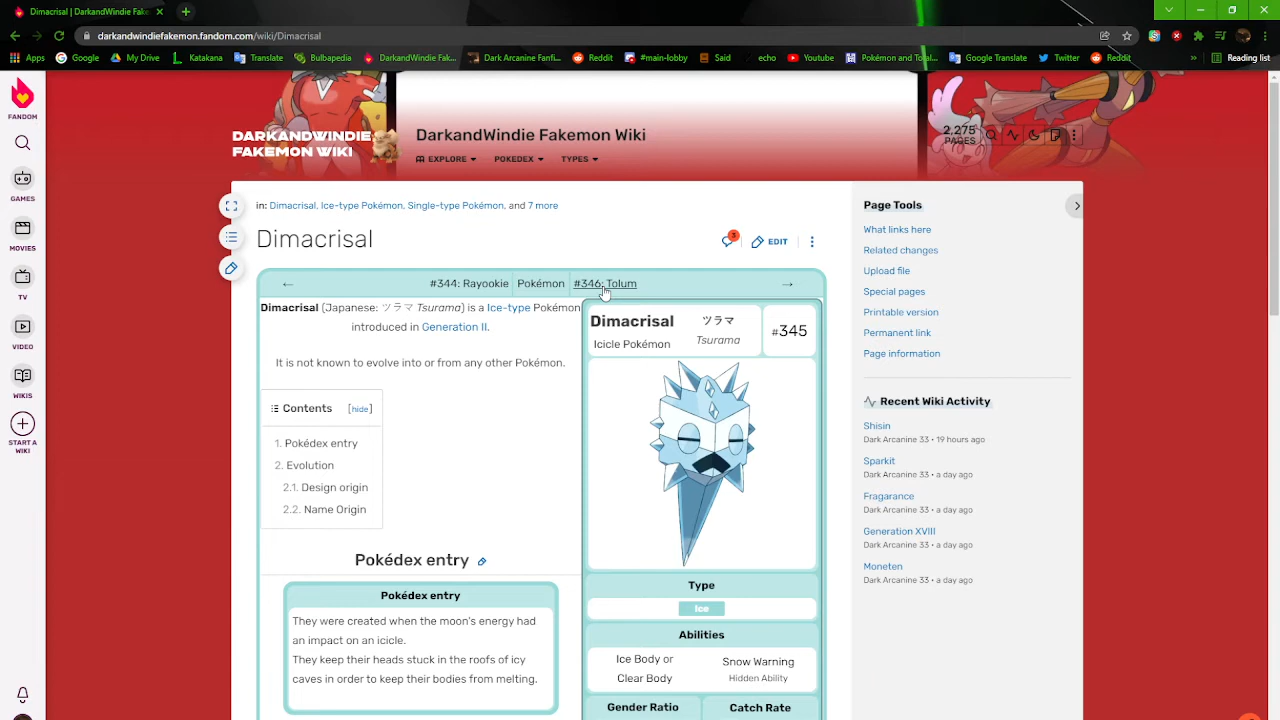 Dimacrisal | DarkandWindie Fak
darkandwindiefakemon.fandom.com/wiki/Dimacrisal
Apps Google My Drive Katakana Translate Bulbapedia DarkandWindie Fak... Dark Arcanine Fanfi... Reddit #main-lobby Said echo Youtube Pokémon and Total... Google Translate Twitter Reddit » Reading list
FANDOM
GAMES
MOVIES
TV
VIDEO
WIKIS
START A
WIKI
DARKANDWINDIE
FAKEMON WIKI
DarkandWindie Fakemon Wiki
EXPLORE POKEDEX TYPES
2,275
PAGES
in: Dimacrisal, Ice-type Pokémon, Single-type Pokémon, and 7 more
Dimacrisal
3
EDIT
← #344: Rayookie Pokémon #346: Tolum →
Dimacrisal (Japanese: ツラマ Tsurama) is a Ice-type Pokémon
introduced in Generation II.
It is not known to evolve into or from any other Pokémon.
Contents [hide]
1. Pokédex entry
2. Evolution
2.1. Design origin
2.2. Name Origin
Pokédex entry
Pokédex entry
They were created when the moon's energy had
an impact on an icicle.
They keep their heads stuck in the roofs of icy
caves in order to keep their bodies from melting.
Dimacrisal
Icicle Pokémon
ツラマ
Tsurama
#345
Type
Ice
Abilities
Ice Body or
Clear Body
Snow Warning
Hidden Ability
Gender Ratio
Catch Rate
Page Tools
What links here
Related changes
Upload file
Special pages
Printable version
Permanent link
Page information
Recent Wiki Activity
Shisin
Dark Arcanine 33 • 19 hours ago
Sparkit
Dark Arcanine 33 • a day ago
Fragarance
Dark Arcanine 33 • a day ago
Generation XVIII
Dark Arcanine 33 • a day ago
Moneten
Dark Arcanine 33 • a day ago